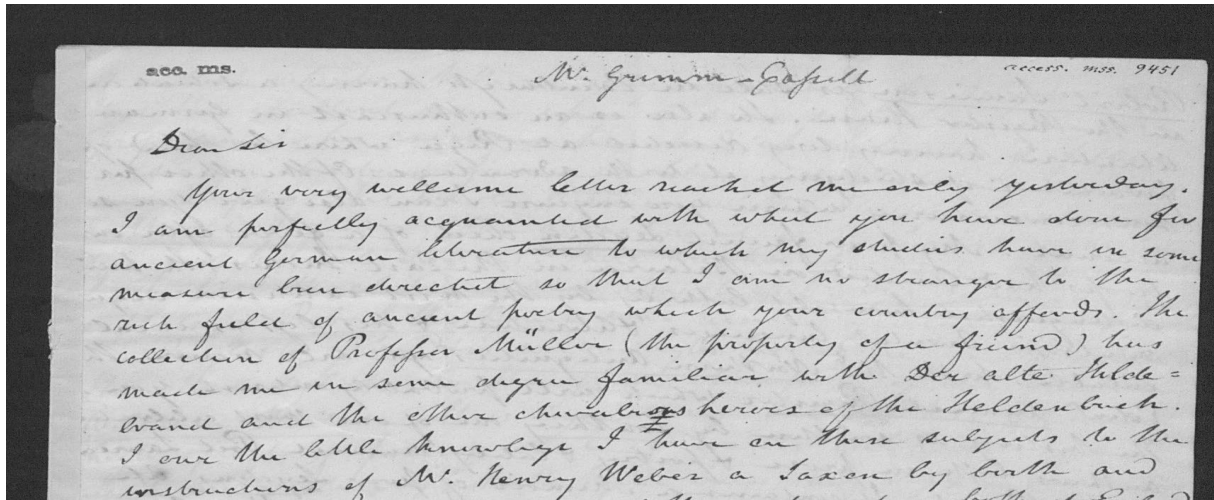 acc. ms.
Mr. Grimm - Cassell
access. mss. 9451
Dear Sir
Your very wellcome letter reached me only yesterday.
I am perfectly acquainted with what you have done for
ancient German literature to which my studies have in some
measure been directed so that I am no stranger to the
rich field of ancient poetry which your country affords. The
collection of Professor Müller (the property of a friend) has
made me in some degree familiar with Der alte Hilde=
brand and the other chivalrous heroes of the Heldenbuch.
I owe the little knowlege I have on these subjects to the
instructions of Mr. Henry Weber a Saxon by birth and